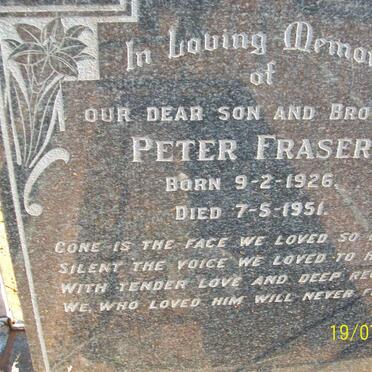 In Loving Memo
of
OUR DEAR SON AND BRO
PETER FRASER
BORN 9-2-1926.
DIED 7-5-1951.
GONE IS THE FACE WE LOVED SO
SILENT THE VOICE WE LOVED TO H
WITH TENDER LOVE AND DEEP RE
WE, WHO LOVED HIM WILL NEVER F
19/0